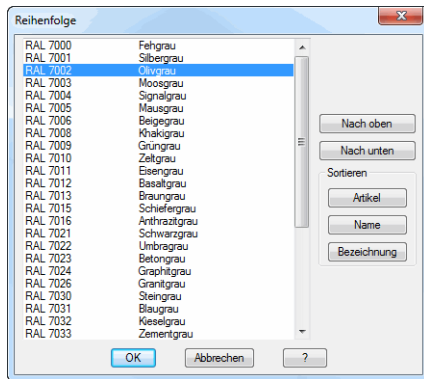 Reihenfolge
RAL 7000 Fehgrau
RAL 7001 Silbergrau
RAL 7002 Olivgrau
RAL 7003 Moosgrau
RAL 7004 Signalgrau
RAL 7005 Mausgrau
RAL 7006 Beigegrau
RAL 7008 Khakigrau
RAL 7009 Grüngrau
RAL 7010 Zeltgrau
RAL 7011 Eisengrau
RAL 7012 Basaltgrau
RAL 7013 Braungrau
RAL 7015 Schiefergrau
RAL 7016 Anthrazitgrau
RAL 7021 Schwarzgrau
RAL 7022 Umbragrau
RAL 7023 Betongrau
RAL 7024 Graphitgrau
RAL 7026 Granitgrau
RAL 7030 Steingrau
RAL 7031 Blaugrau
RAL 7032 Kieselgrau
RAL 7033 Zementgrau
Nach oben
Nach unten
Sortieren
Artikel
Name
Bezeichnung
OK Abbrechen ?